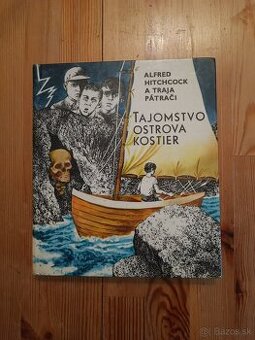 ALFRED
HITCHCOCK
A TRAJA
PÁTRAČI
TAJOMSTVO
OSTROVA
KOSTIER
Bazos.sk